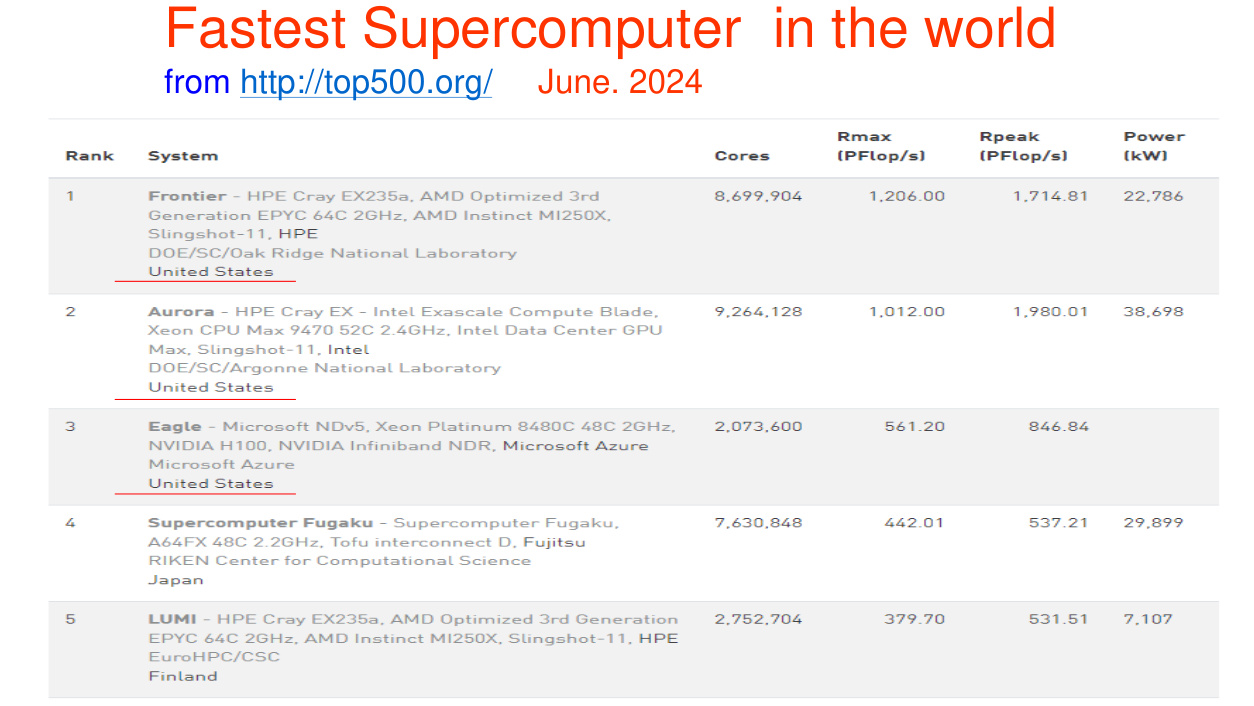 Fastest Supercomputer in the world
from http://top500.org/ June. 2024
Rank System Cores Rmax (PFlop/s) Rpeak (PFlop/s) Power (kW)
1 Frontier - HPE Cray EX235a, AMD Optimized 3rd 8,699,904 1,206.00 1,714.81 22,786
Generation EPYC 64C 2GHz, AMD Instinct MI250X,
Slingshot-11, HPE
DOE/SC/Oak Ridge National Laboratory
United States
2 Aurora - HPE Cray EX - Intel Exascale Compute Blade, 9,264,128 1,012.00 1,980.01 38,698
Xeon CPU Max 9470 52C 2.4GHz, Intel Data Center GPU
Max, Slingshot-11, Intel
DOE/SC/Argonne National Laboratory
United States
3 Eagle - Microsoft NDv5, Xeon Platinum 8480C 48C 2GHz, 2,073,600 561.20 846.84
NVIDIA H100, NVIDIA Infiniband NDR, Microsoft Azure
Microsoft Azure
United States
4 Supercomputer Fugaku - Supercomputer Fugaku, 7,630,848 442.01 537.21 29,899
A64FX 48C 2.2GHz, Tofu interconnect D, Fujitsu
RIKEN Center for Computational Science
Japan
5 LUMI - HPE Cray EX235a, AMD Optimized 3rd Generation 2,752,704 379.70 531.51 7,107
EPYC 64C 2GHz, AMD Instinct MI250X, Slingshot-11, HPE
EuroHPC/CSC
Finland